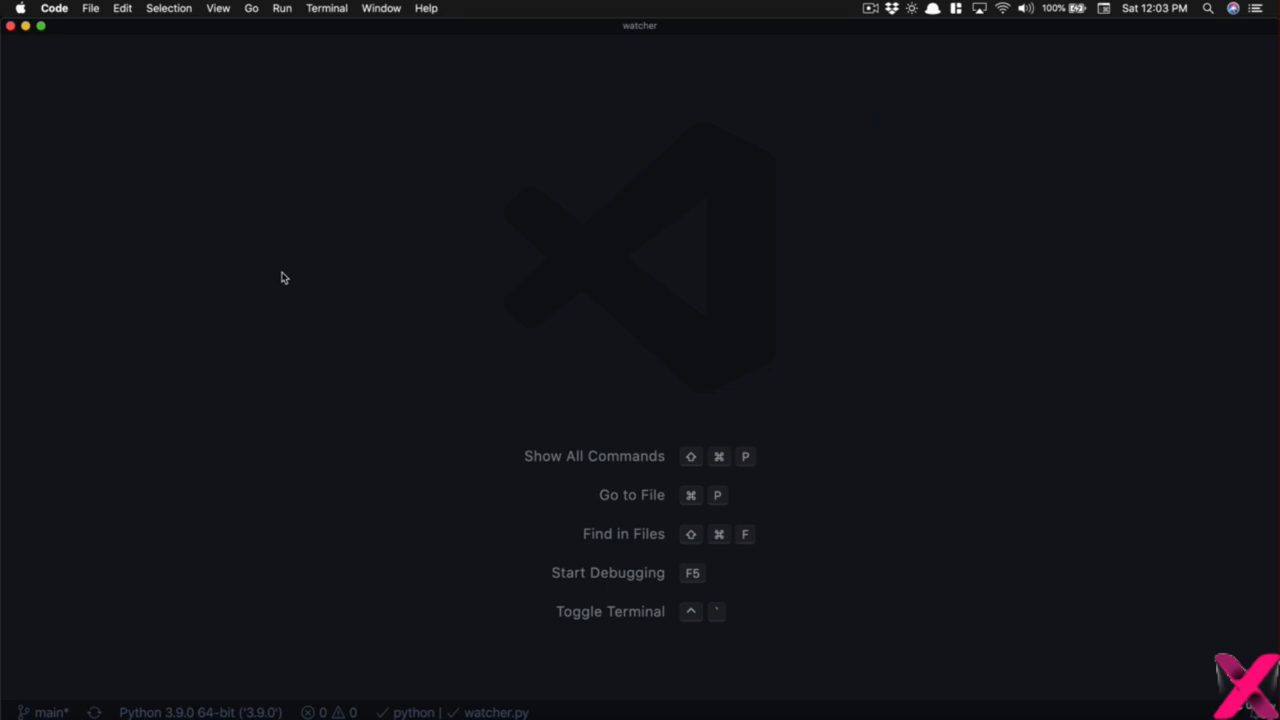 Code File Edit Selection View Go Run Terminal Window Help 100% Sat 12:03 PM
watcher
Show All Commands ⇧ ⌘ P
Go to File ⌘ P
Find in Files ⇧ ⌘ F
Start Debugging F5
Toggle Terminal ^ `
main* Python 3.9.0 64-bit ('3.9.0') 0 0 ✓ python | ✓ watcher.py
X